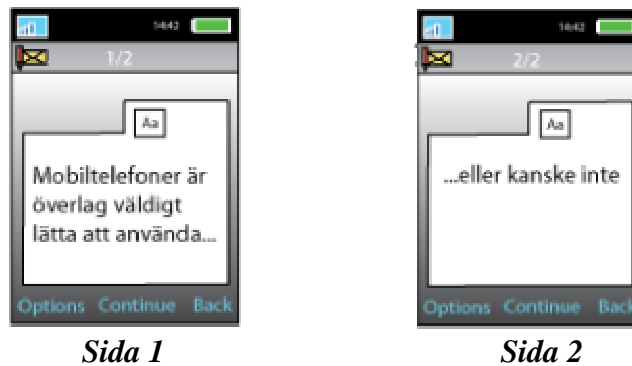 14:42
1/2
Aa
Mobiltelefoner är
överlag väldigt
lätta att använda...
Options Continue Back
Sida 1
14:42
2/2
Aa
...eller kanske inte
Options Continue Back
Sida 2